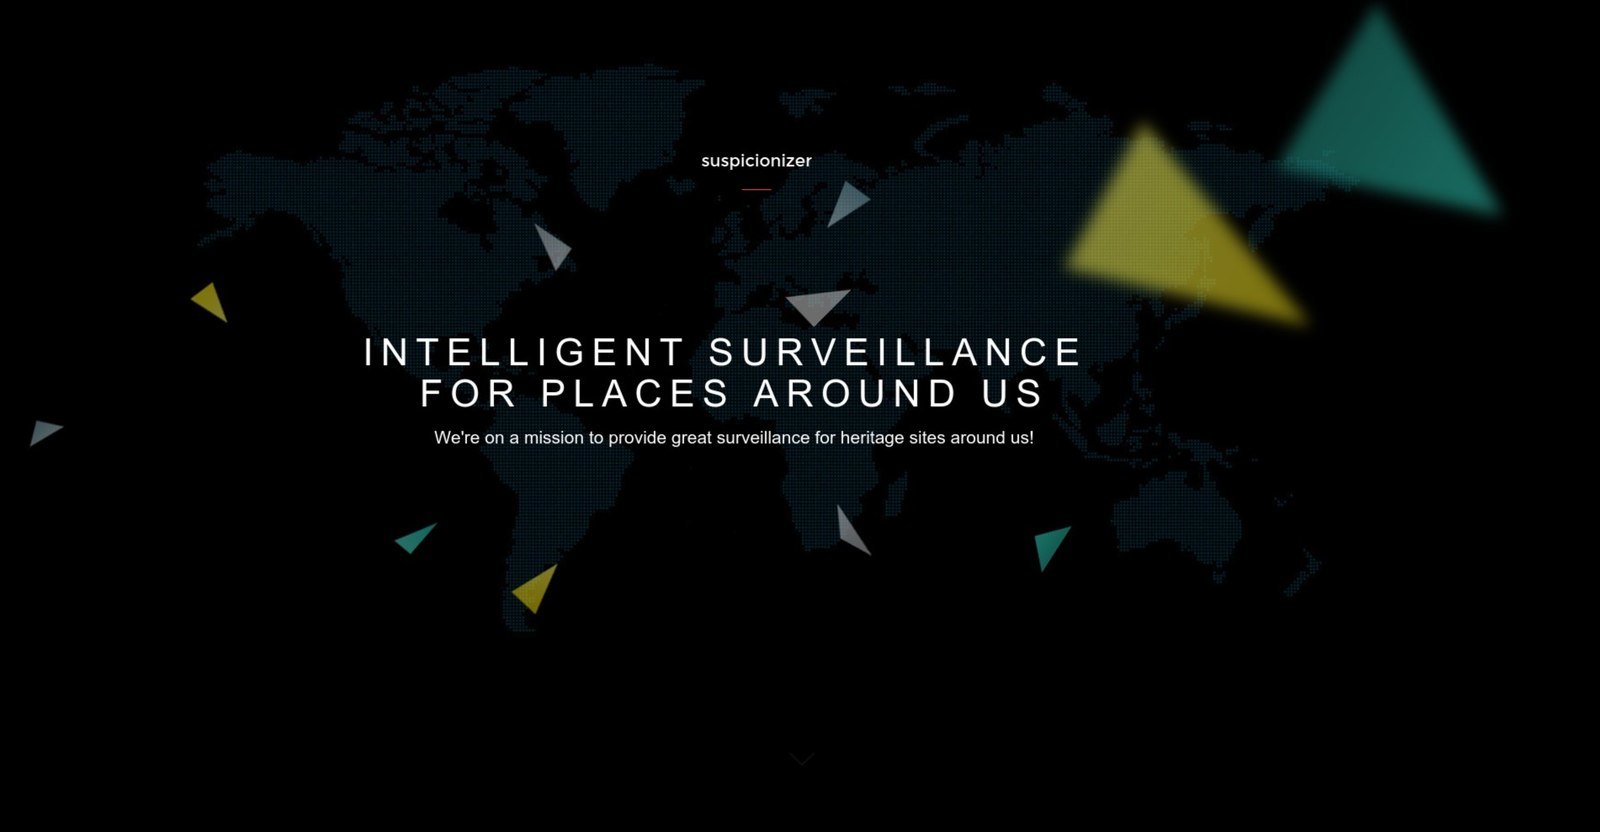 suspicionizer
INTELLIGENT SURVEILLANCE
FOR PLACES AROUND US
We're on a mission to provide great surveillance for heritage sites around us!